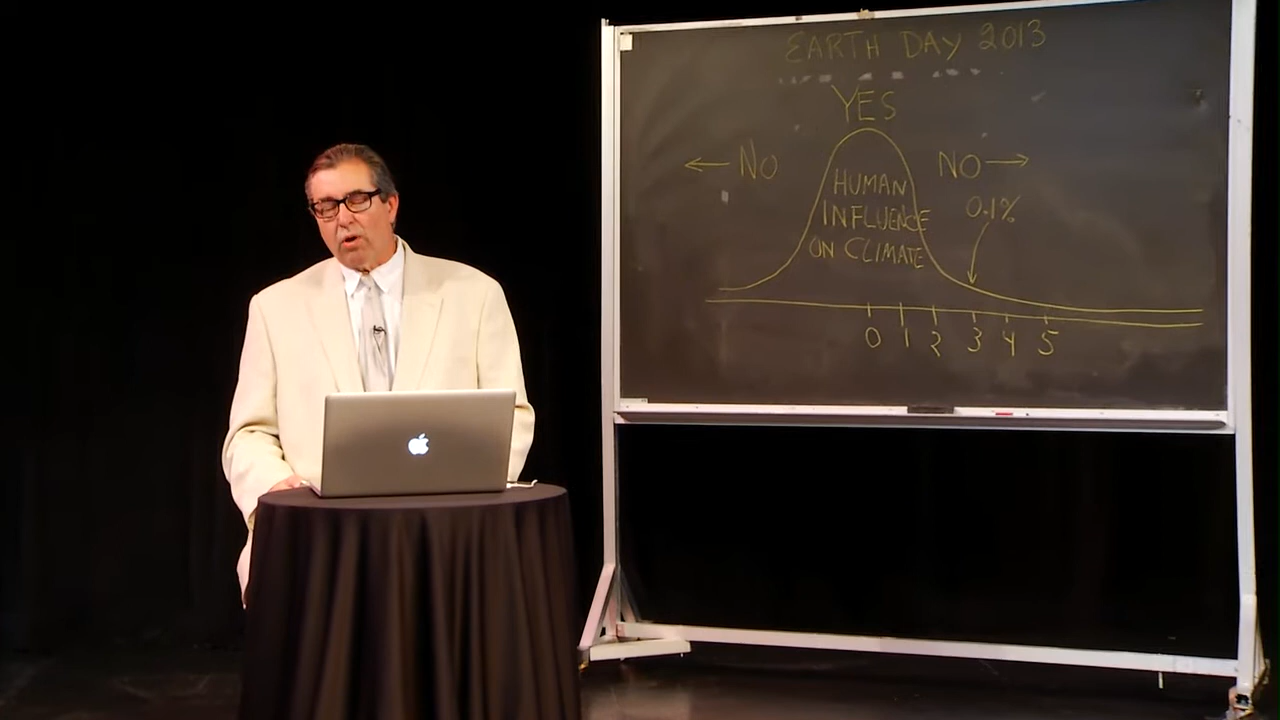 EARTH DAY 2013
YES
← NO
NO →
HUMAN
INFLUENCE
ON CLIMATE
0.1%
0 1 2 3 4 5